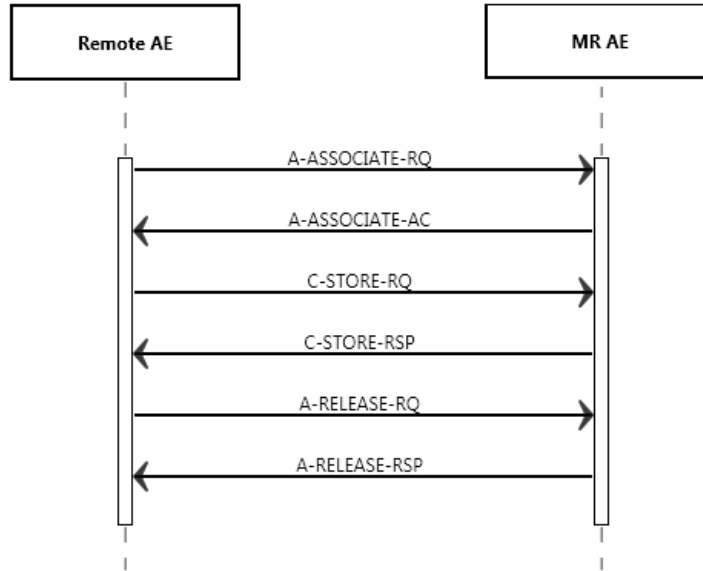 Remote AE
MR AE
A-ASSOCIATE-RQ
A-ASSOCIATE-AC
C-STORE-RQ
C-STORE-RSP
A-RELEASE-RQ
A-RELEASE-RSP